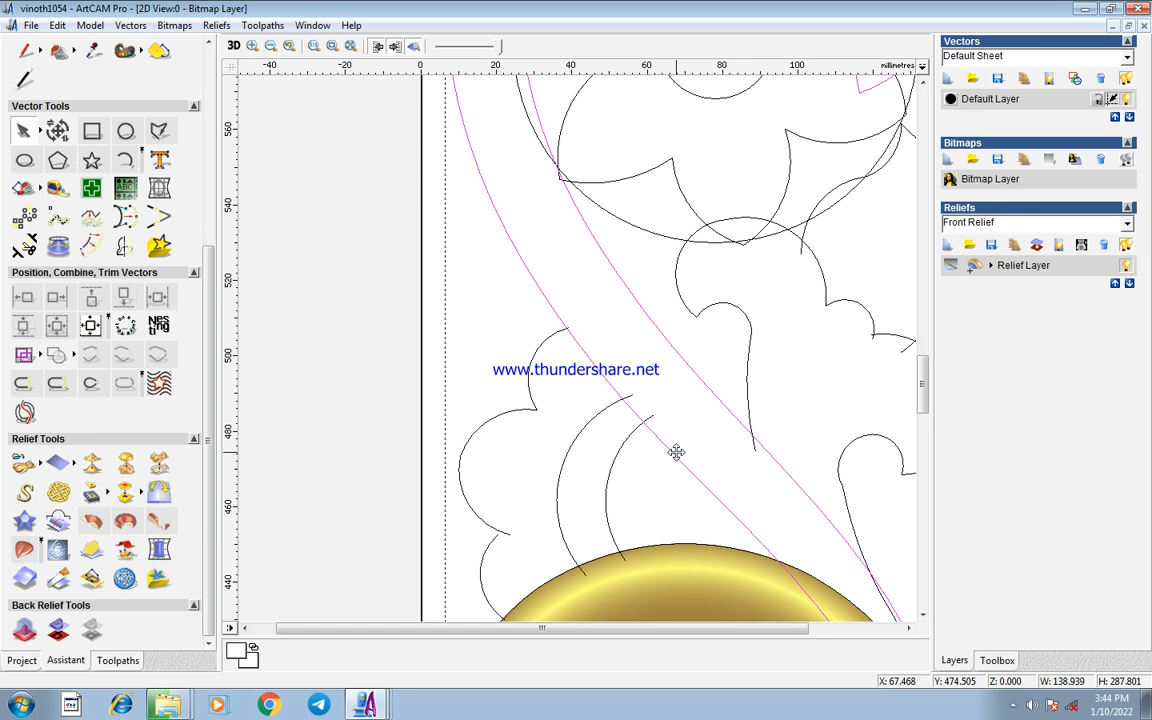 vinoth1054 - ArtCAM Pro - [2D View:0 - Bitmap Layer]
File Edit Model Vectors Bitmaps Reliefs Toolpaths Window Help
3D
-40 -20 0 20 40 60 80 100 millimetres
560
540
520
500
480
460
440
Vector Tools
Position, Combine, Trim Vectors
Relief Tools
Back Relief Tools
Project Assistant Toolpaths
www.thundershare.net
Vectors
Default Sheet
Default Layer
Bitmaps
Bitmap Layer
Reliefs
Front Relief
Relief Layer
Layers Toolbox
X: 67.468 Y: 474.505 Z: 0.000 W: 138.939 H: 287.801
3:44 PM
1/10/2022